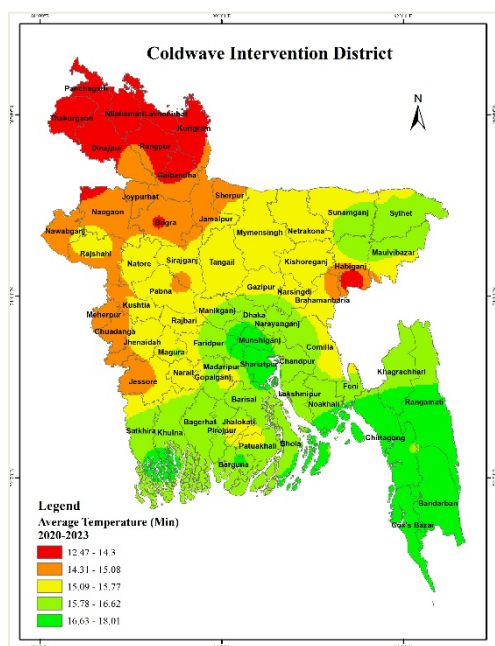 Coldwave Intervention District
N
Panchagarh
Thakurgaon
Nilphamari
Lalmonirhat
Kurigram
Dinajpur
Rangpur
Gaibandha
Joypurhat
Sherpur
Naogaon
Bogra
Jamalpur
Sunamganj
Sylhet
Nawabganj
Rajshahi
Mymensingh
Netrakona
Maulvibazar
Natore
Sirajganj
Tangail
Kishoreganj
Habiganj
Pabna
Gazipur
Narsingdi
Brahamanbaria
Kushtia
Manikganj
Dhaka
Meherpur
Rajbari
Narayanganj
Chuadanga
Jhenaidah
Faridpur
Munshiganj
Comilla
Magura
Madaripur
Shariatpur
Chandpur
Khagrachhari
Jessore
Narail
Gopalganj
Feni
Barisal
Lakshmipur
Noakhali
Rangamati
Satkhira
Khulna
Bagerhat
Jhalokati
Pirojpur
Patuakhali
Bhola
Chittagong
Barguna
Bandarban
Cox's Bazar
Legend
Average Temperature (Min)
2020-2023
12.47 - 14.3
14.31 - 15.08
15.09 - 15.77
15.78 - 16.62
16.63 - 18.01